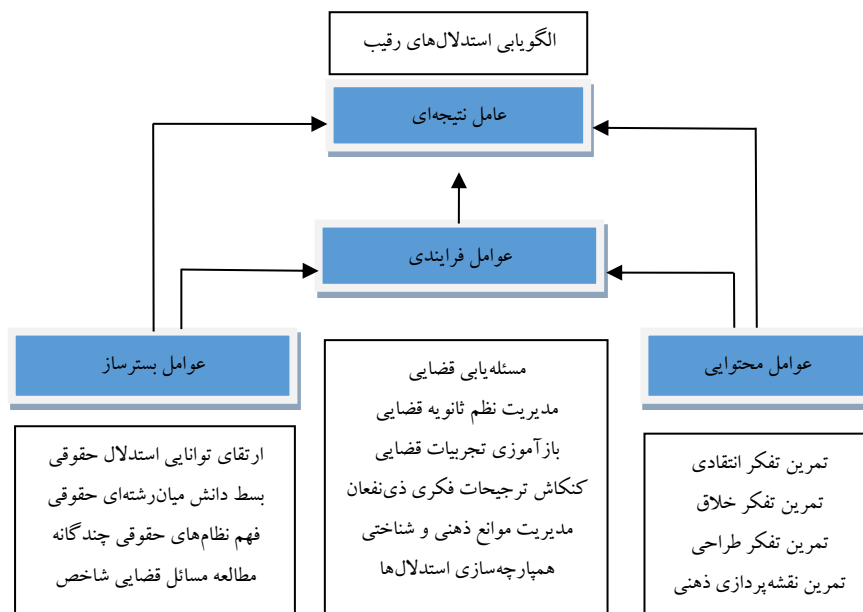 الگویابی استدلال‌های رقیب
عامل نتیجه‌ای
عوامل فرایندی
عوامل محتوایی
تمرین تفکر انتقادی
تمرین تفکر خلاق
تمرین تفکر طراحی
تمرین نقشه‌پردازی ذهنی
مسئله‌یابی قضایی
مدیریت نظم ثانویه قضایی
بازآموزی تجربیات قضایی
کنکاش ترجیحات فکری ذی‌نفعان
مدیریت موانع ذهنی و شناختی
همپارچه‌سازی استدلال‌ها
عوامل بسترساز
ارتقای توانایی استدلال حقوقی
بسط دانش میان‌رشته‌ای حقوقی
فهم نظام‌های حقوقی چندگانه
مطالعه مسائل قضایی شاخص